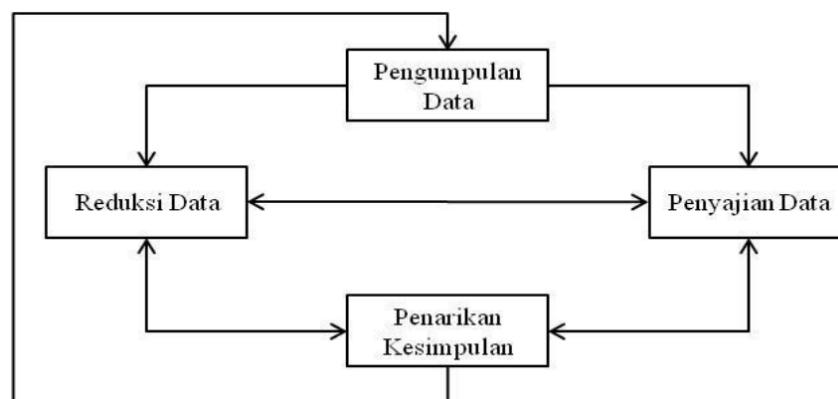 Pengumpulan
Data
Reduksi Data
Penyajian Data
Penarikan
Kesimpulan